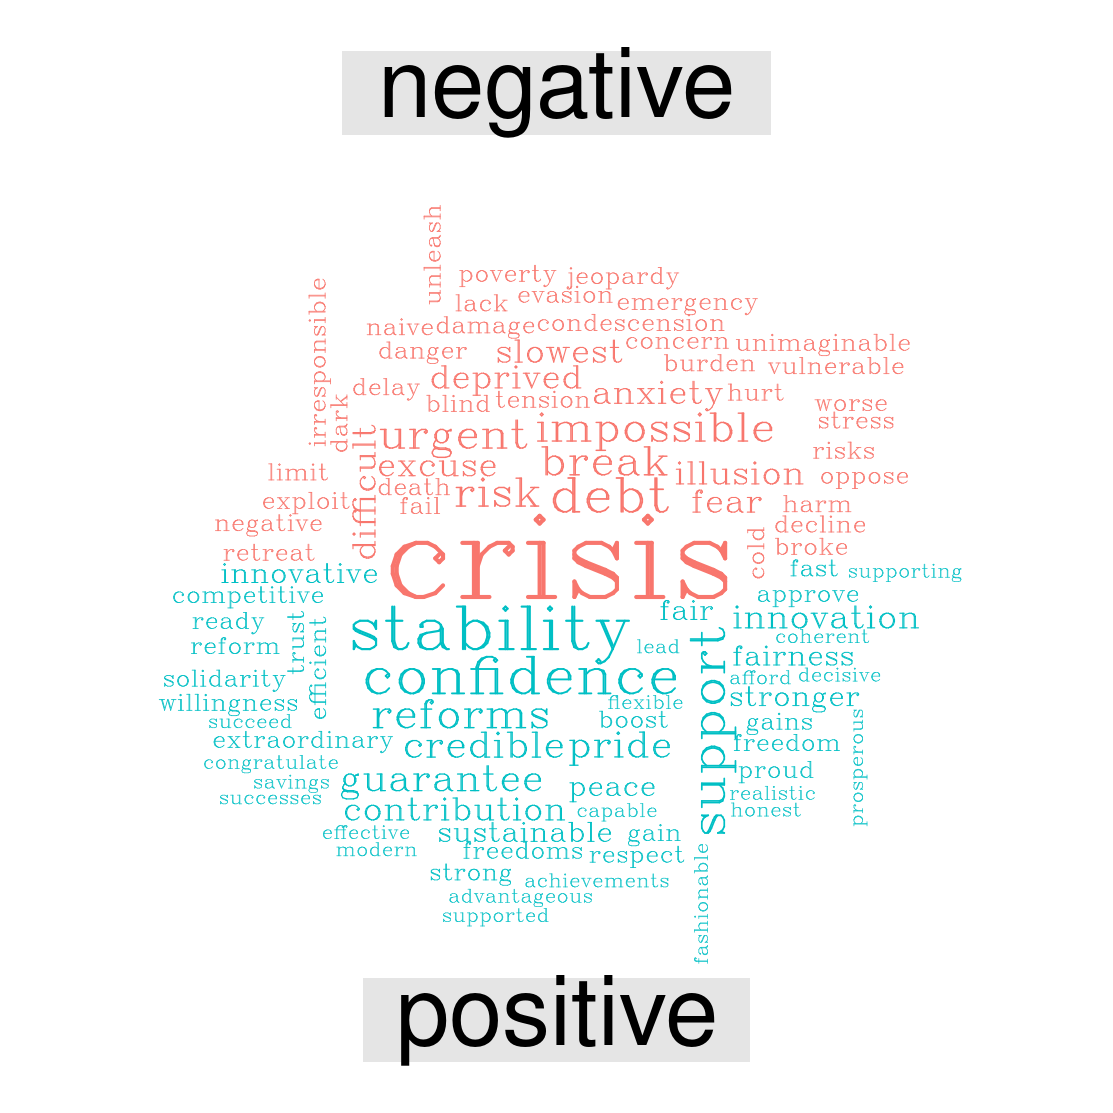 negative
unleash
poverty jeopardy
lack evasion emergency
irresponsible
naive damage condescension
danger slowest concern unimaginable
burden vulnerable
delay deprived anxiety hurt
dark blind tension worse
stress
difficult urgent impossible
excuse break illusion risks
limit oppose
death risk debt fear harm
exploit fail
negative decline
retreat crisis cold broke
innovative fast supporting
competitive approve
ready trust stability fair innovation
reform efficient lead support coherent
solidarity confidence fairness
afford decisive
willingness flexible stronger
succeed reforms boost gains
extraordinary credible pride freedom prosperous
congratulate
savings guarantee peace proud
successes realistic
contribution capable honest
effective sustainable gain
modern freedoms respect
strong achievements fashionable
advantageous
supported
positive